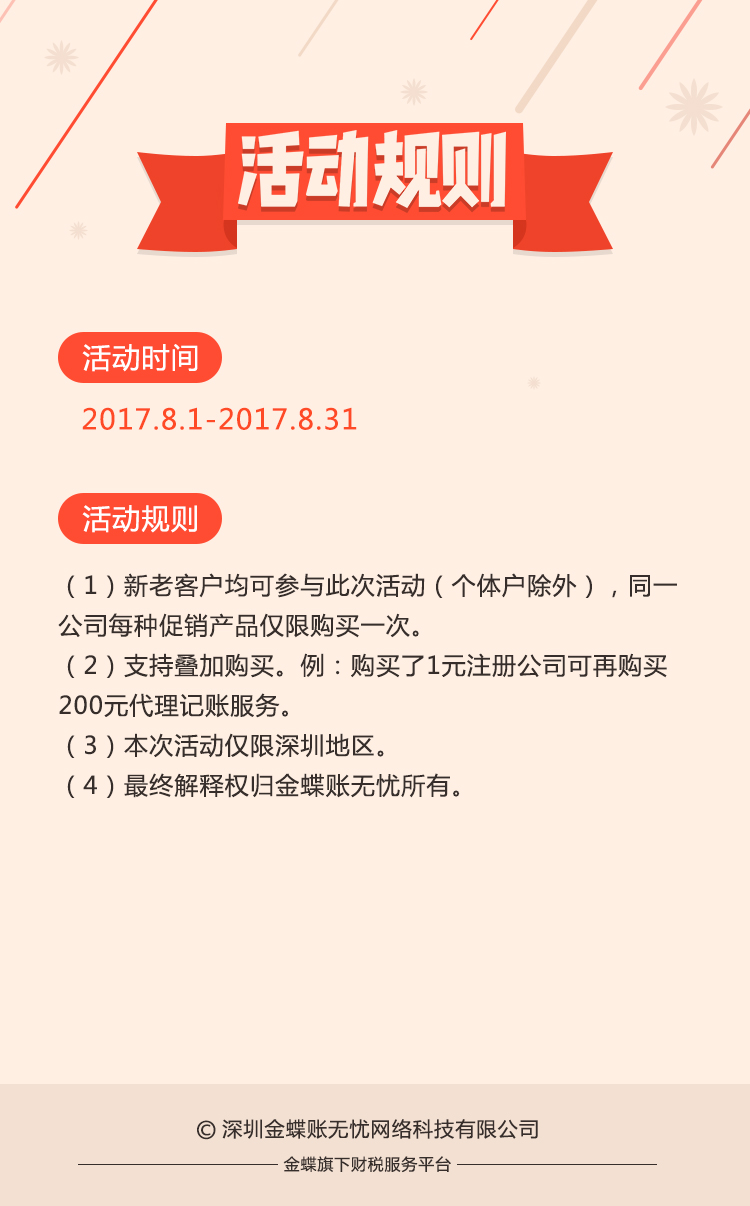 活动规则
活动时间
2017.8.1-2017.8.31
活动规则
（1）新老客户均可参与此次活动（个体户除外），同一
公司每种促销产品仅限购买一次。
（2）支持叠加购买。例：购买了1元注册公司可再购买
200元代理记账服务。
（3）本次活动仅限深圳地区。
（4）最终解释权归金蝶账无忧所有。
© 深圳金蝶账无忧网络科技有限公司
金蝶旗下财税服务平台